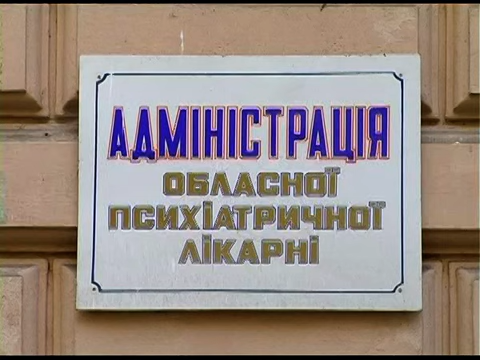 АДМІНІСТРАЦІЯ
ОБЛАСНОЇ
ПСИХІАТРИЧНОЇ
ЛІКАРНІ